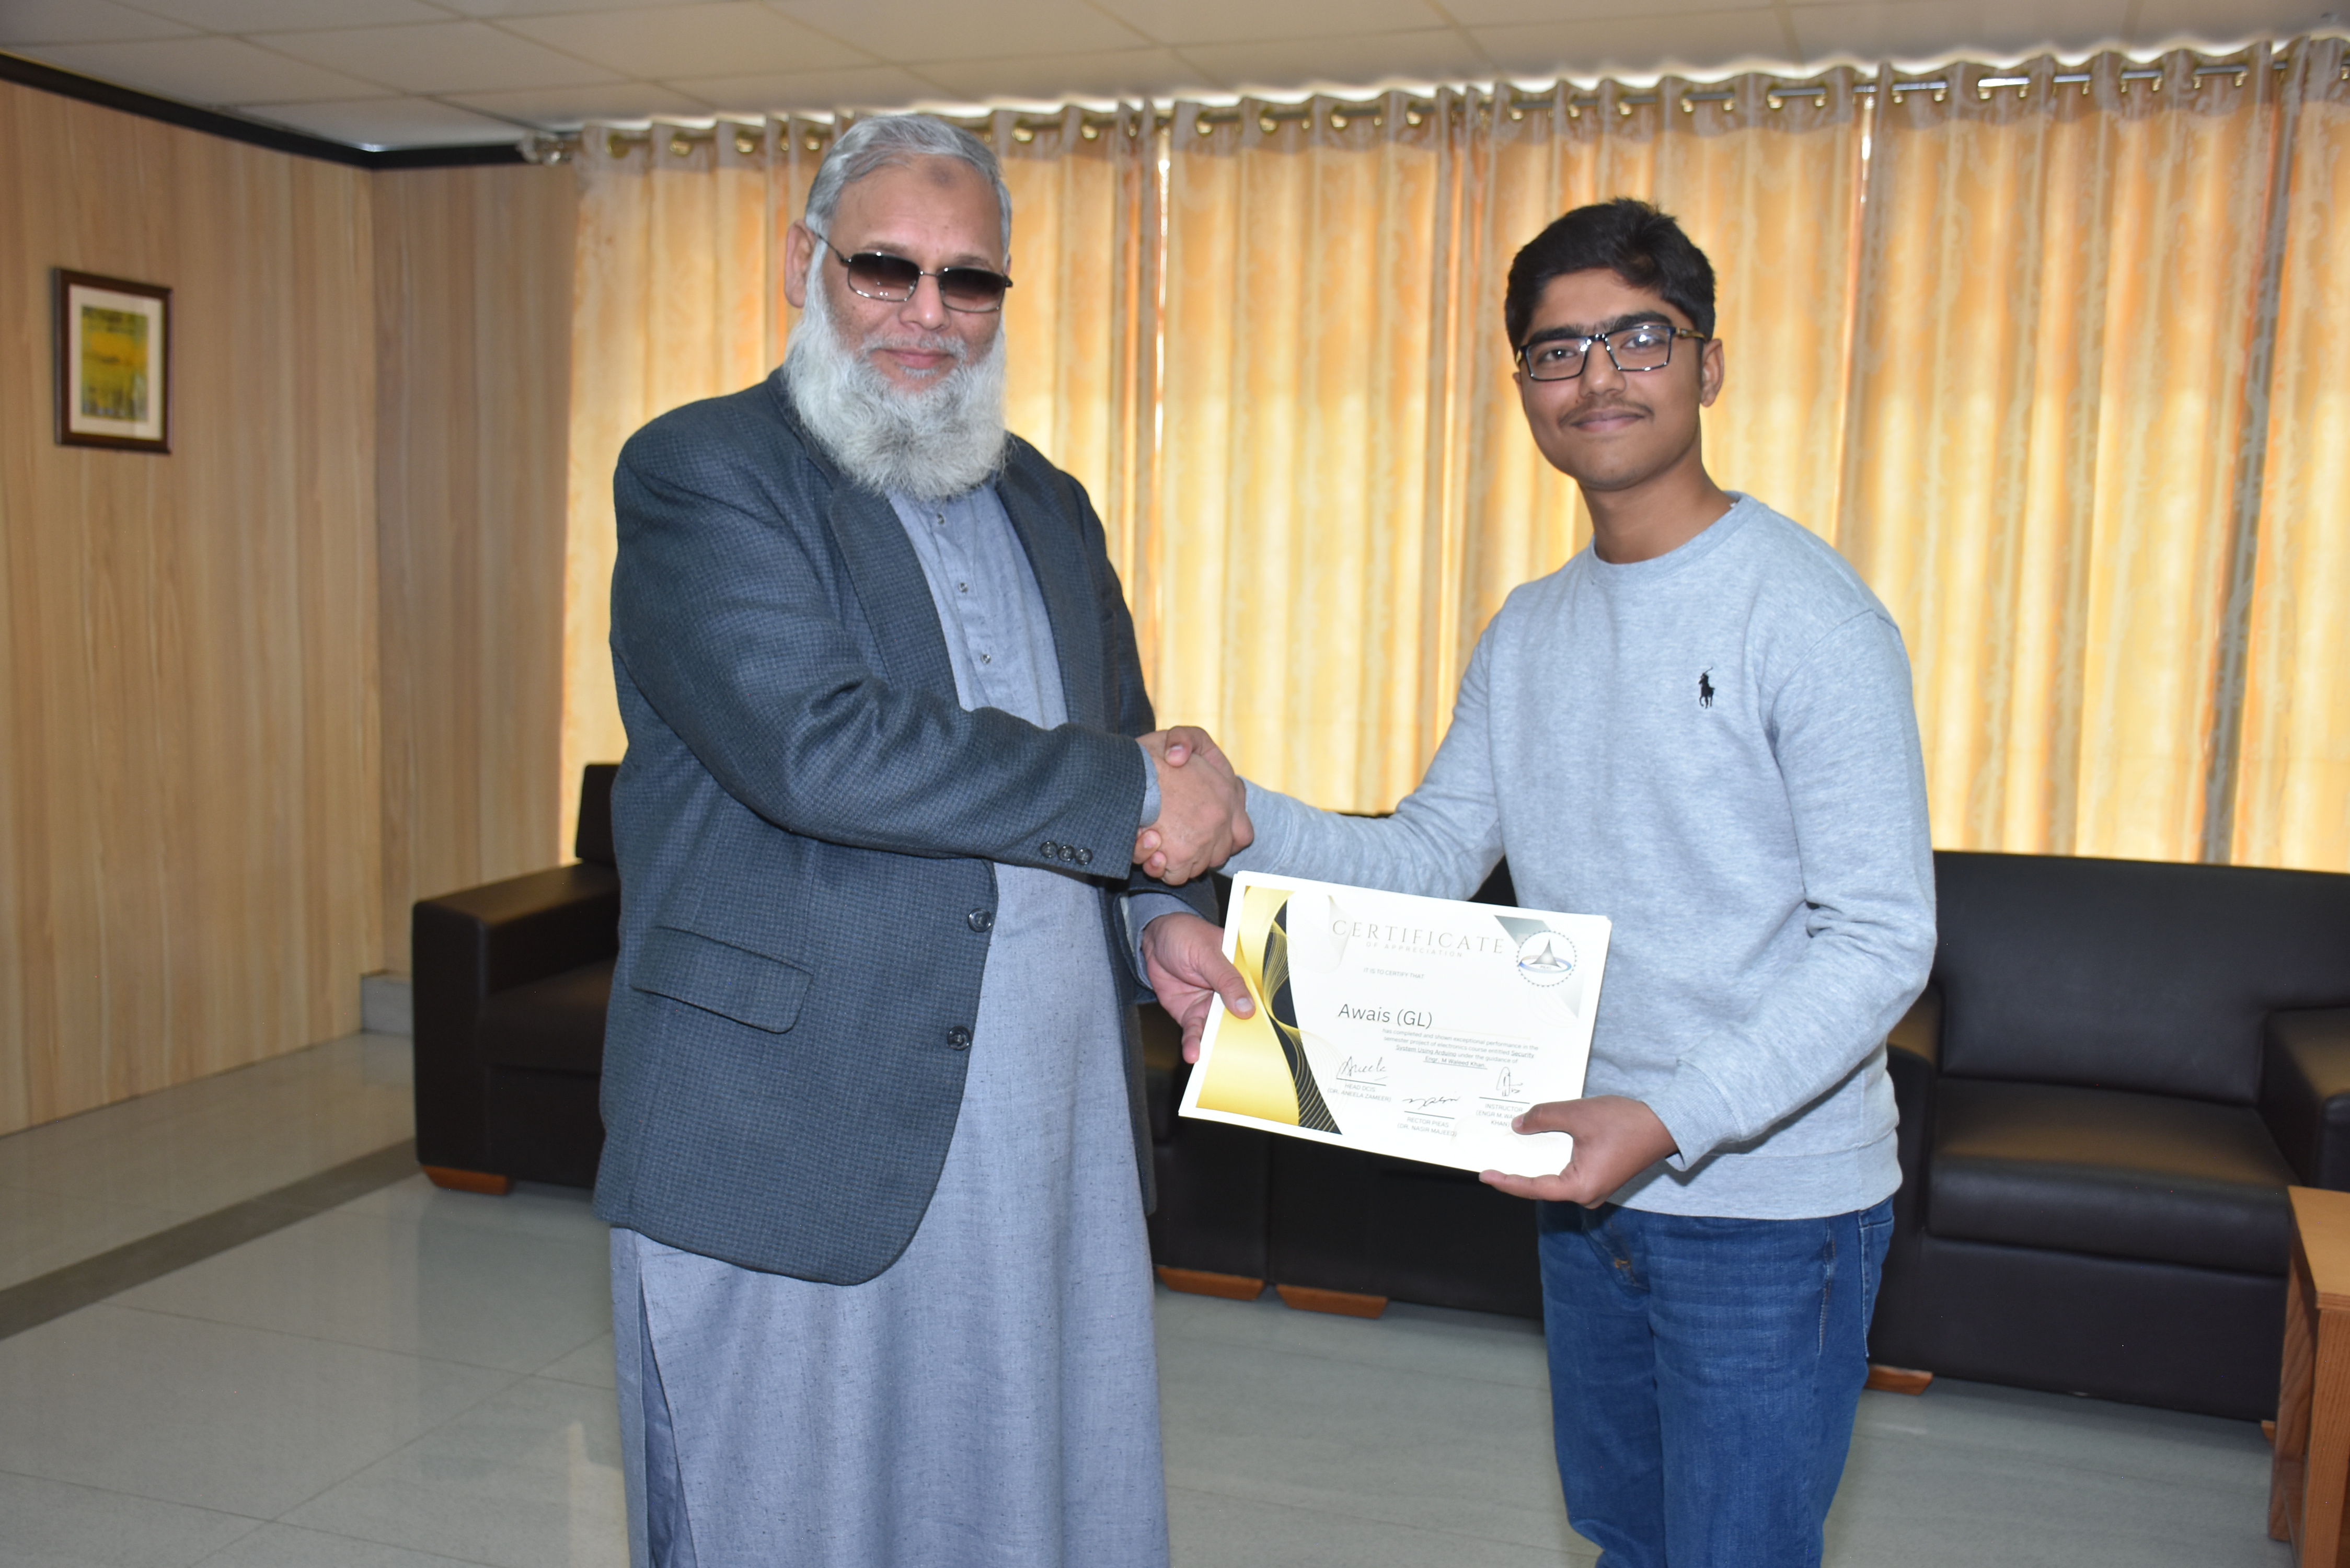 CERTIFICATE
OF APPRECIATION
IT IS TO CERTIFY THAT
Awais (GL)
has completed and shown exceptional performance in the
semester project of electronics course entitled Security
System Using Arduino under the guidance of
Engr. M Waleed Khan.
HEAD DCIS
(DR. ANEELA ZAMEER)
RECTOR PIEAS
(DR. NASIR MAJEED)
INSTRUCTOR
(ENGR M.
KHAN)